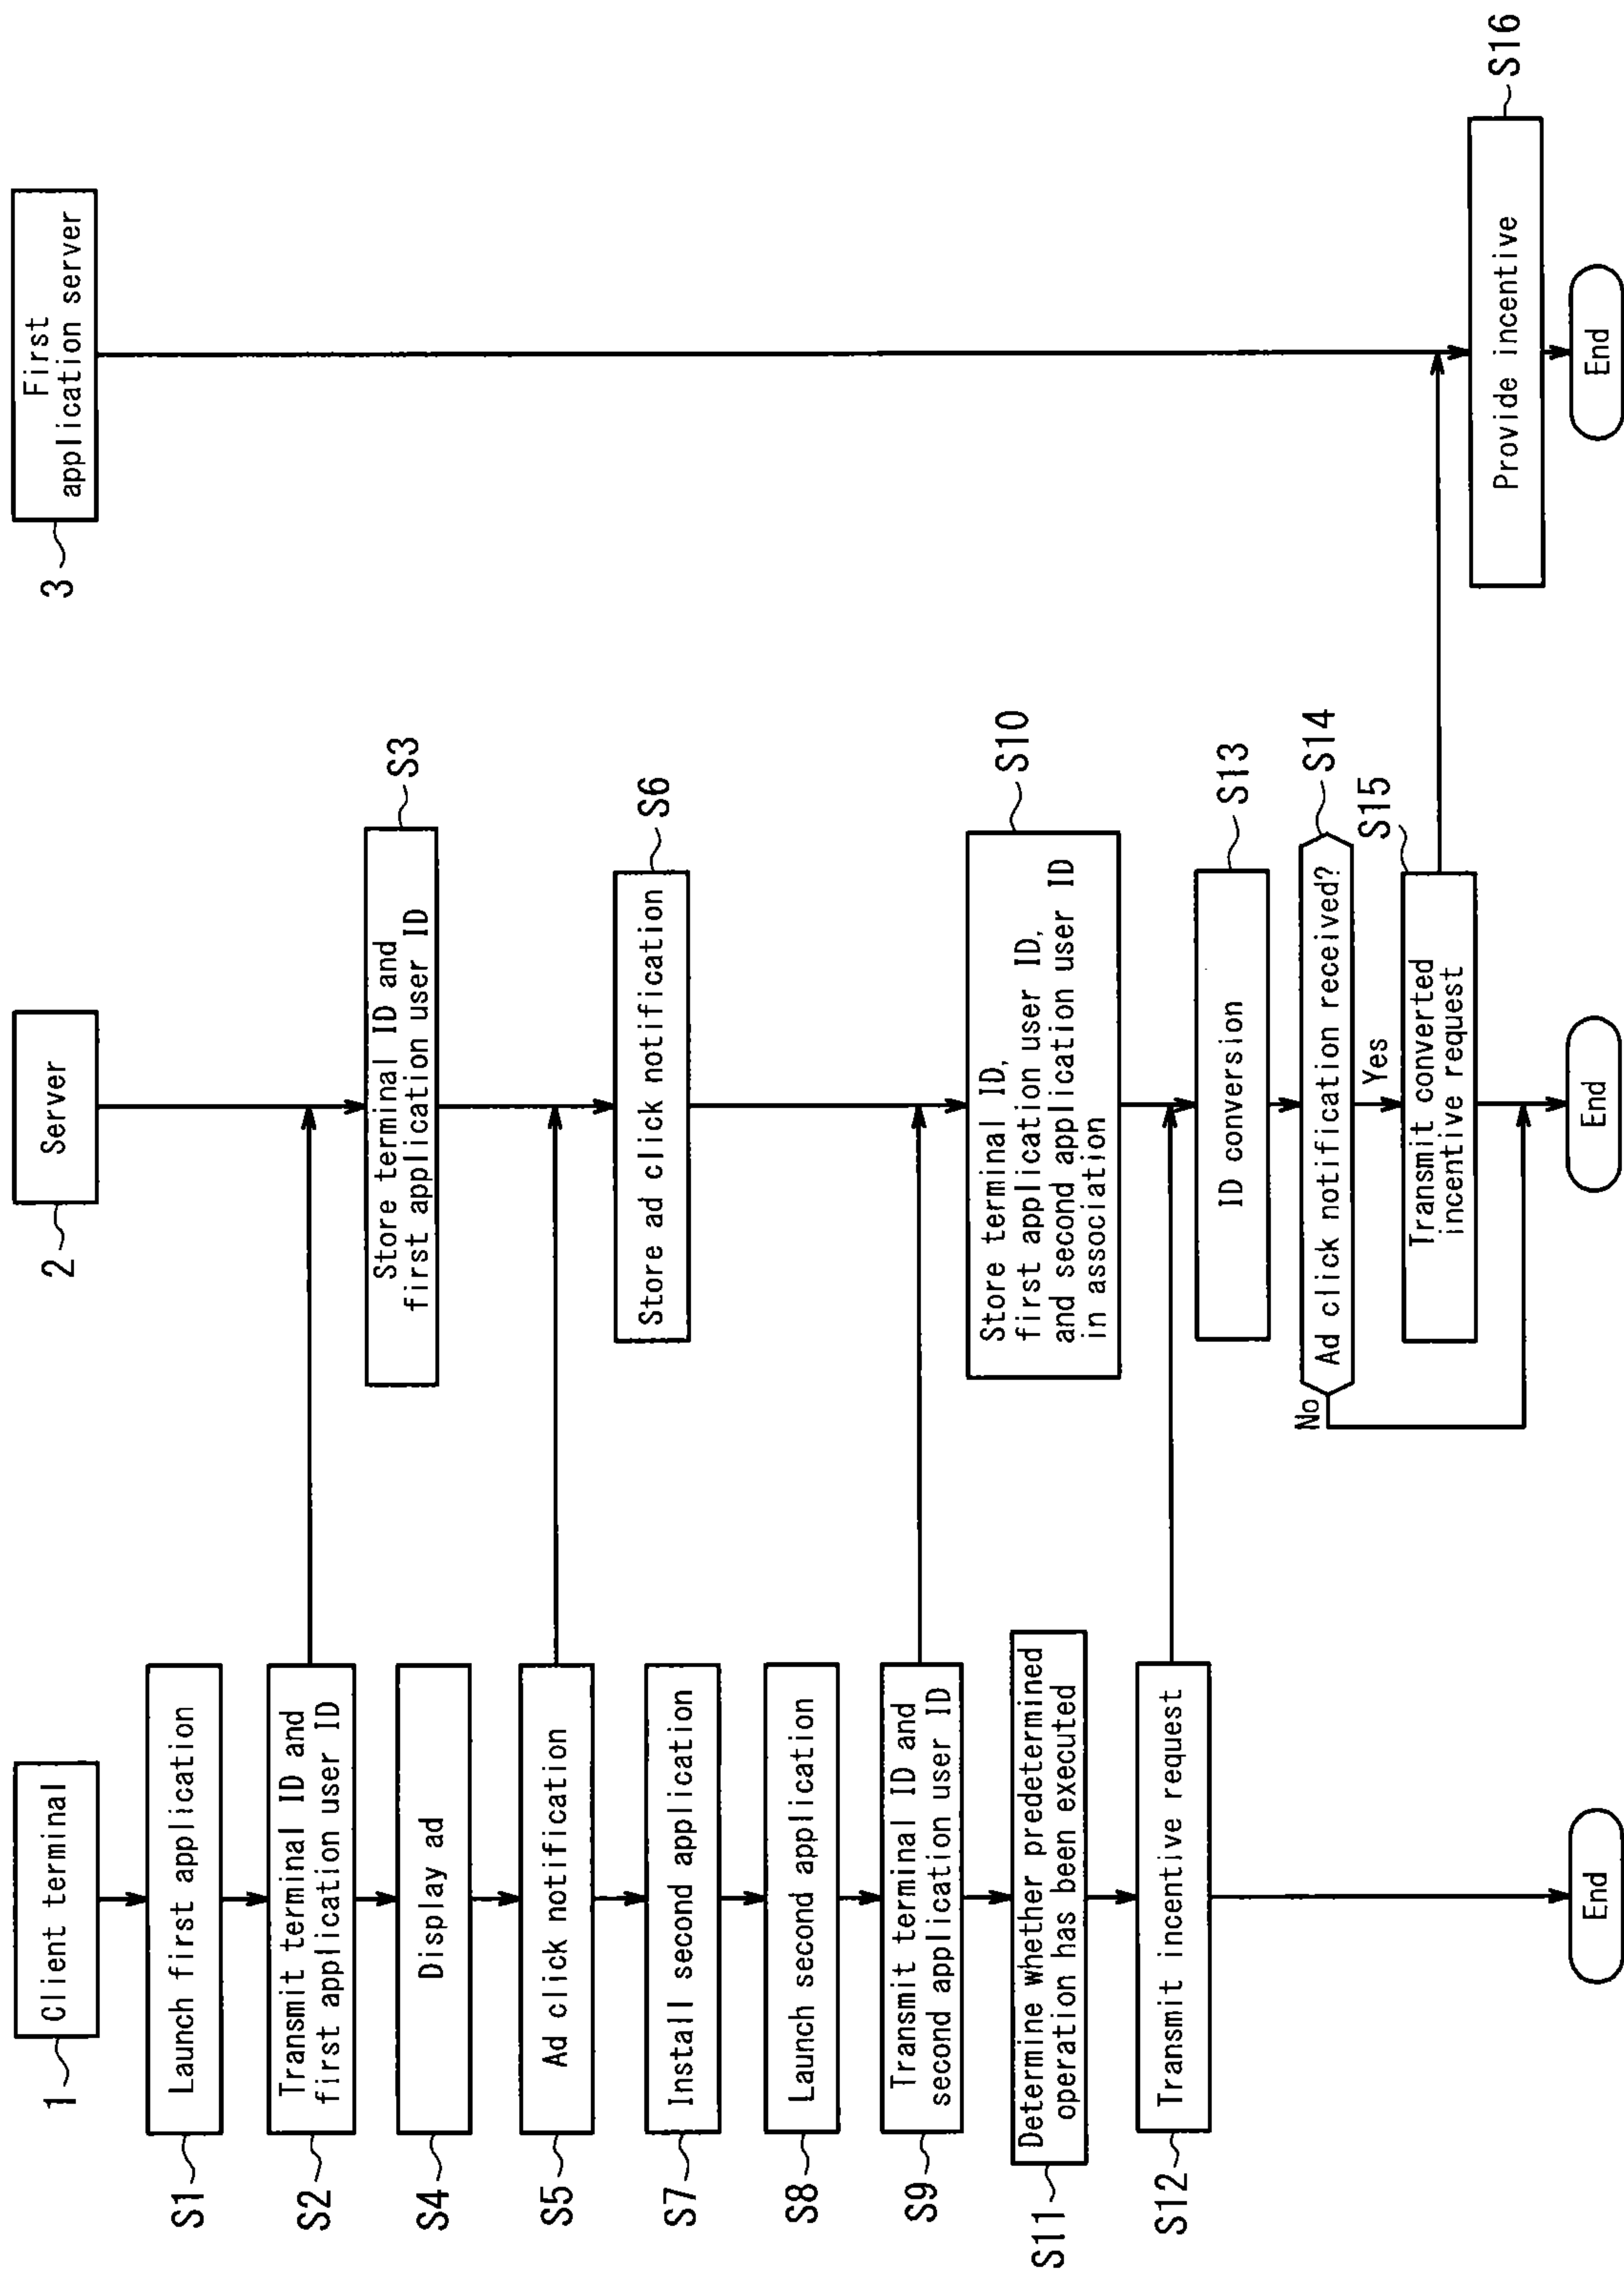 Client terminal
1
Launch first application
S1
Transmit terminal ID and
first application user ID
S2
Display ad
S4
Ad click notification
S5
Install second application
S7
Launch second application
S8
Transmit terminal ID and
second application user ID
S9
Determine whether predetermined
operation has been executed
S11
Transmit incentive request
S12
End
Server
2
Store terminal ID and
first application user ID
S3
Store ad click notification
S6
Store terminal ID,
first application user ID,
and second application user ID
in association
S10
ID conversion
S13
Ad click notification received?
S14
No
Yes
Transmit converted
incentive request
S15
End
First
application server
3
Provide incentive
S16
End